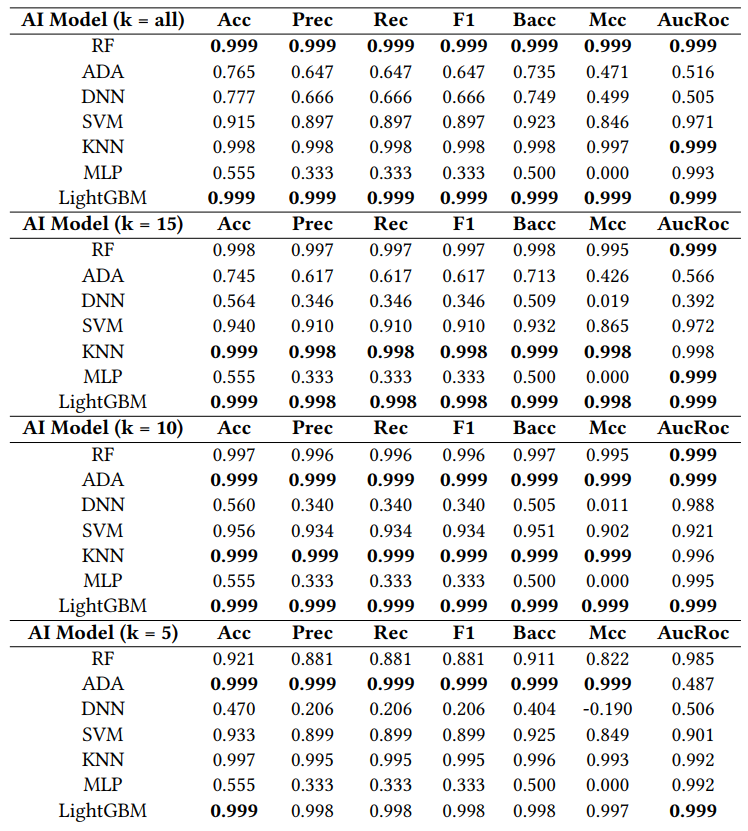 AI Model (k = all) Acc Prec Rec F1 Bacc Mcc AucRoc
RF 0.999 0.999 0.999 0.999 0.999 0.999 0.999
ADA 0.765 0.647 0.647 0.647 0.735 0.471 0.516
DNN 0.777 0.666 0.666 0.666 0.749 0.499 0.505
SVM 0.915 0.897 0.897 0.897 0.923 0.846 0.971
KNN 0.998 0.998 0.998 0.998 0.998 0.997 0.999
MLP 0.555 0.333 0.333 0.333 0.500 0.000 0.993
LightGBM 0.999 0.999 0.999 0.999 0.999 0.999 0.999
AI Model (k = 15) Acc Prec Rec F1 Bacc Mcc AucRoc
RF 0.998 0.997 0.997 0.997 0.998 0.995 0.999
ADA 0.745 0.617 0.617 0.617 0.713 0.426 0.566
DNN 0.564 0.346 0.346 0.346 0.509 0.019 0.392
SVM 0.940 0.910 0.910 0.910 0.932 0.865 0.972
KNN 0.999 0.998 0.998 0.998 0.999 0.998 0.998
MLP 0.555 0.333 0.333 0.333 0.500 0.000 0.999
LightGBM 0.999 0.998 0.998 0.998 0.999 0.998 0.999
AI Model (k = 10) Acc Prec Rec F1 Bacc Mcc AucRoc
RF 0.997 0.996 0.996 0.996 0.997 0.995 0.999
ADA 0.999 0.999 0.999 0.999 0.999 0.999 0.999
DNN 0.560 0.340 0.340 0.340 0.505 0.011 0.988
SVM 0.956 0.934 0.934 0.934 0.951 0.902 0.921
KNN 0.999 0.999 0.999 0.999 0.999 0.999 0.996
MLP 0.555 0.333 0.333 0.333 0.500 0.000 0.995
LightGBM 0.999 0.999 0.999 0.999 0.999 0.999 0.999
AI Model (k = 5) Acc Prec Rec F1 Bacc Mcc AucRoc
RF 0.921 0.881 0.881 0.881 0.911 0.822 0.985
ADA 0.999 0.999 0.999 0.999 0.999 0.999 0.487
DNN 0.470 0.206 0.206 0.206 0.404 -0.190 0.506
SVM 0.933 0.899 0.899 0.899 0.925 0.849 0.901
KNN 0.997 0.995 0.995 0.995 0.996 0.993 0.992
MLP 0.555 0.333 0.333 0.333 0.500 0.000 0.992
LightGBM 0.999 0.998 0.998 0.998 0.998 0.997 0.999